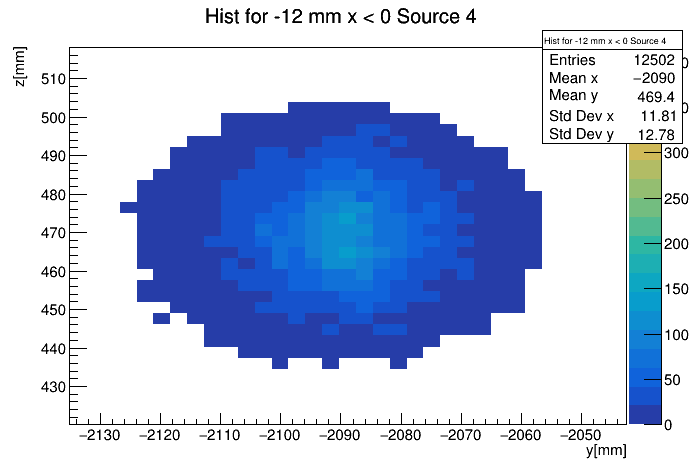 Hist for -12 mm x < 0 Source 4
z[mm]
Hist for -12 mm x < 0 Source 4
Entries 12502
Mean x −2090
Mean y 469.4
Std Dev x 11.81
Std Dev y 12.78
510
500
490
480
470
460
450
440
430
300
250
200
150
100
50
0
−2130 −2120 −2110 −2100 −2090 −2080 −2070 −2060 −2050
y[mm]